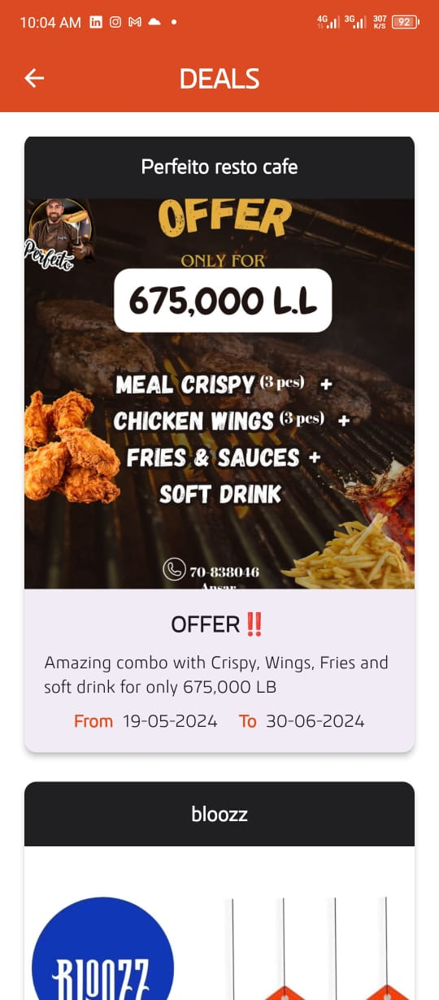 10:04 AM
4G 3G 307 K/S 92
DEALS
Perfeito resto cafe
OFFER
Perfeito
ONLY FOR
675,000 L.L
MEAL CRISPY (3 pcs) +
CHICKEN WINGS (3 pcs) +
FRIES & SAUCES +
SOFT DRINK
70-838046
Ansar
OFFER ‼️
Amazing combo with Crispy, Wings, Fries and
soft drink for only 675,000 LB
From 19-05-2024 To 30-06-2024
bloozz
BLOOZZ